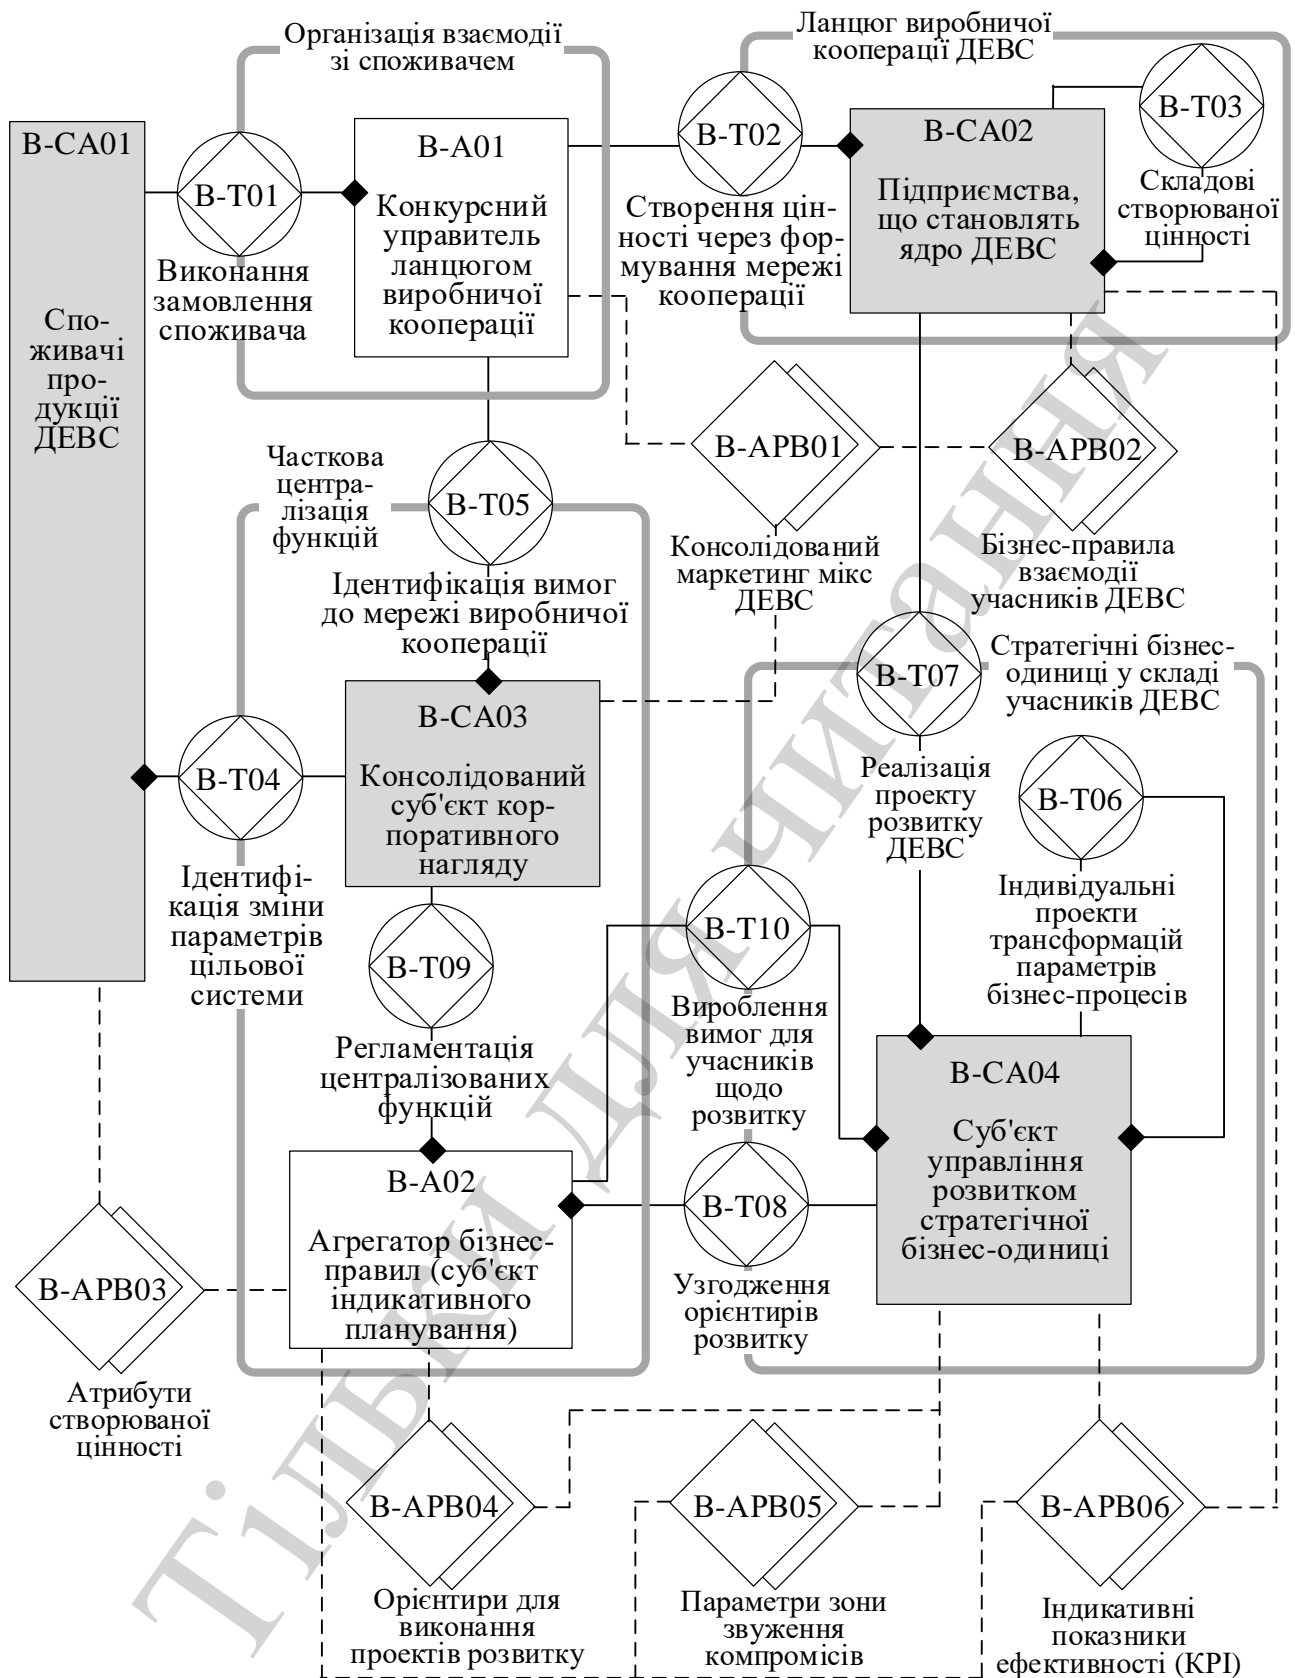 Організація взаємодії
зі споживачем
Ланцюг виробничої
кооперації ДЕВС
B-CA01
Спо-
живачі
про-
дукції
ДЕВС
B-T01
Виконання
замовлення
споживача
B-A01
Конкурсний
управитель
ланцюгом
виробничої
кооперації
B-T02
Створення цін-
ності через фор-
мування мережі
кооперації
B-CA02
Підприємства,
що становлять
ядро ДЕВС
B-T03
Складові
створюваної
цінності
Часткова
центра-
лізація
функцій
B-T05
Ідентифікація вимог
до мережі виробничої
кооперації
B-APB01
Консолідований
маркетинг мікс
ДЕВС
B-APB02
Бізнес-правила
взаємодії
учасників ДЕВС
B-T04
Ідентифі-
кація зміни
параметрів
цільової
системи
B-CA03
Консолідований
суб'єкт кор-
поративного
нагляду
B-T07
Реалізація
проекту
розвитку
ДЕВС
Стратегічні бізнес-
одиниці у складі
учасників ДЕВС
B-T06
Індивідуальні
проекти
трансформацій
параметрів
бізнес-процесів
B-T09
Регламентація
централізованих
функцій
B-T10
Вироблення
вимог для
учасників
щодо
розвитку
B-CA04
Суб'єкт
управління
розвитком
стратегічної
бізнес-одиниці
B-A02
Агрегатор бізнес-
правил (суб'єкт
індикативного
планування)
B-T08
Узгодження
орієнтирів
розвитку
B-APB03
Атрибути
створюваної
цінності
B-APB04
Орієнтири для
виконання
проектів розвитку
B-APB05
Параметри зони
звуження
компромісів
B-APB06
Індикативні
показники
ефективності (KPI)
Тільки для читання